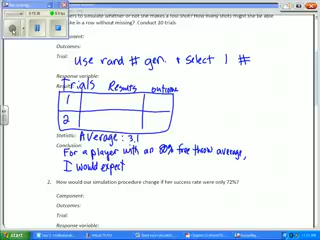 numbers to simulate whether or not she makes a foul shot? How many shots might she be able
make in a row without missing? Conduct 20 trials
Component:
Outcomes:
Trial: Use rand # gen. + select 1 #
Response variable:
Trials Results outcome
1
2
Statistic: Average: 3.1
Conclusion:
For a player with an 80% free throw average,
I would expect
2. How would our simulation procedure change if her success rate were only 72%?
Component:
Outcomes:
Trial:
Response variable: